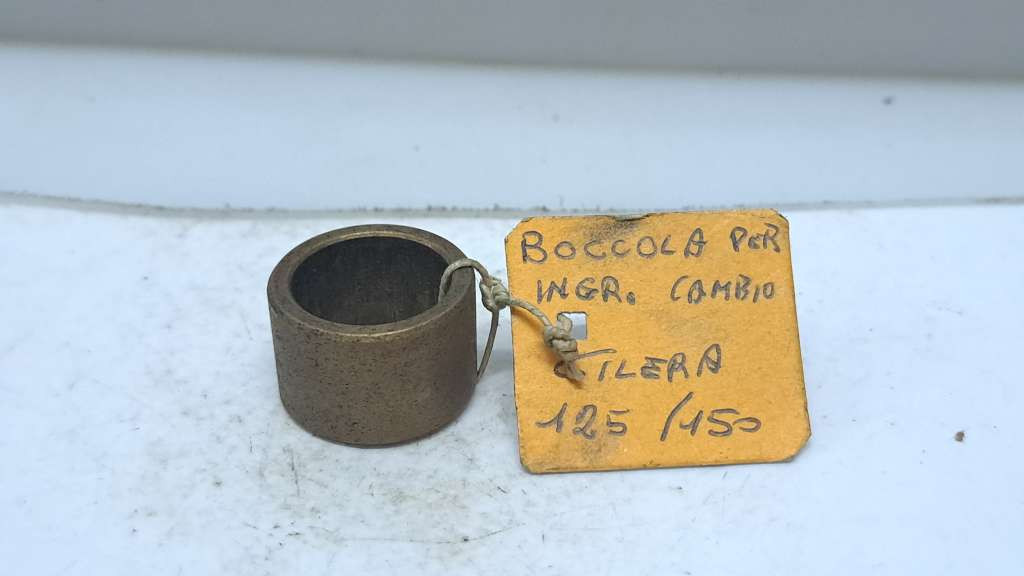 BOCCOLA PER
INGR. CAMBIO
GILERA
125/150